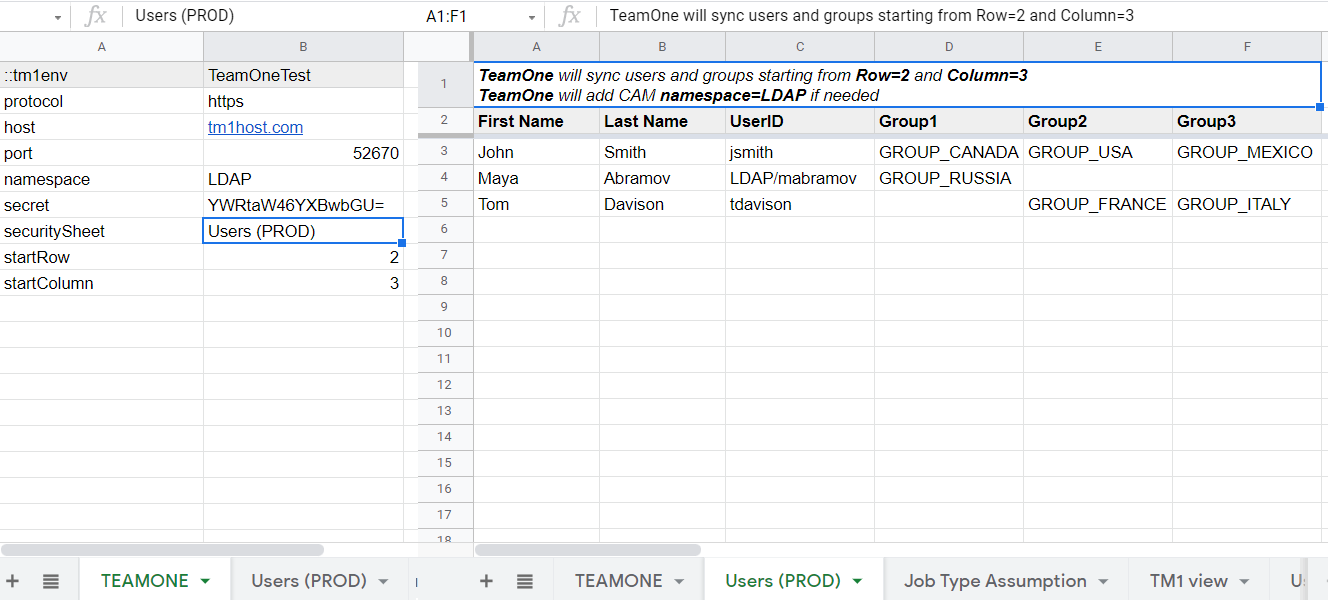 fx Users (PROD)
A1:F1 fx TeamOne will sync users and groups starting from Row=2 and Column=3
A B
::tm1env TeamOneTest
protocol https
host tm1host.com
port 52670
namespace LDAP
secret YWRtaW46YXBwbGU=
securitySheet Users (PROD)
startRow 2
startColumn 3
+ TEAMONE Users (PROD)
A B C D E F
1 TeamOne will sync users and groups starting from Row=2 and Column=3
TeamOne will add CAM namespace=LDAP if needed
2 First Name Last Name UserID Group1 Group2 Group3
3 John Smith jsmith GROUP_CANADA GROUP_USA GROUP_MEXICO
4 Maya Abramov LDAP/mabramov GROUP_RUSSIA
5 Tom Davison tdavison GROUP_FRANCE GROUP_ITALY
6
7
8
9
10
11
12
13
14
15
16
17
18
+ TEAMONE Users (PROD) Job Type Assumption TM1 view